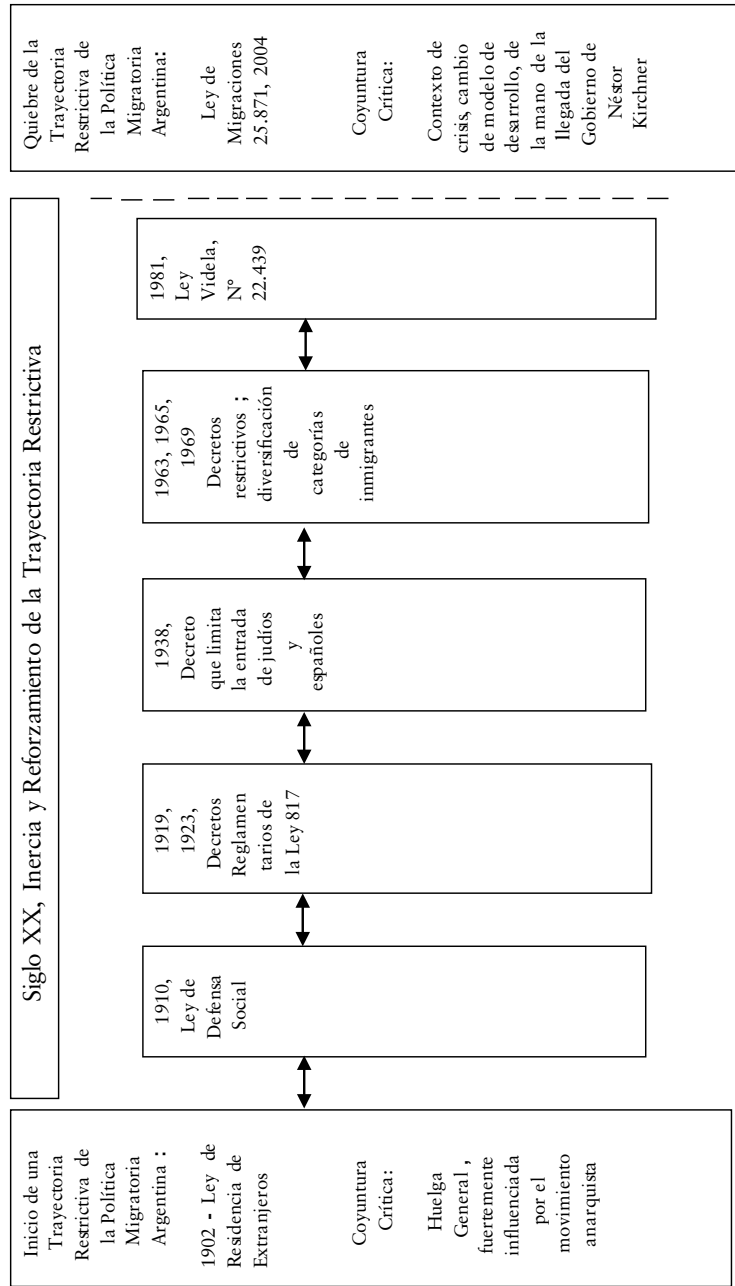 Siglo XX, Inercia y Reforzamiento de la Trayectoria Restrictiva
Inicio de una
Trayectoria
Restrictiva de
la Política
Migratoria
Argentina :
1902 - Ley de
Residencia de
Extranjeros
Coyuntura
Crítica:
Huelga
General ,
fuertemente
influenciada
por el
movimiento
anarquista
1910,
Ley de
Defensa
Social
1919,
1923,
Decretos
Reglamen
tarios de
la Ley 817
1938,
Decreto
que limita
la entrada
de judíos
y
españoles
1963, 1965,
1969
Decretos
restrictivos ;
diversificación
de
categorías
de
inmigrantes
1981,
Ley
Videla,
N°
22.439
Quiebre de la
Trayectoria
Restrictiva de
la Política
Migratoria
Argentina:
Ley de
Migraciones
25.871, 2004
Coyuntura
Crítica:
Contexto de
crisis, cambio
de modelo de
desarrollo, de
la mano de la
llegada del
Gobierno de
Néstor
Kirchner